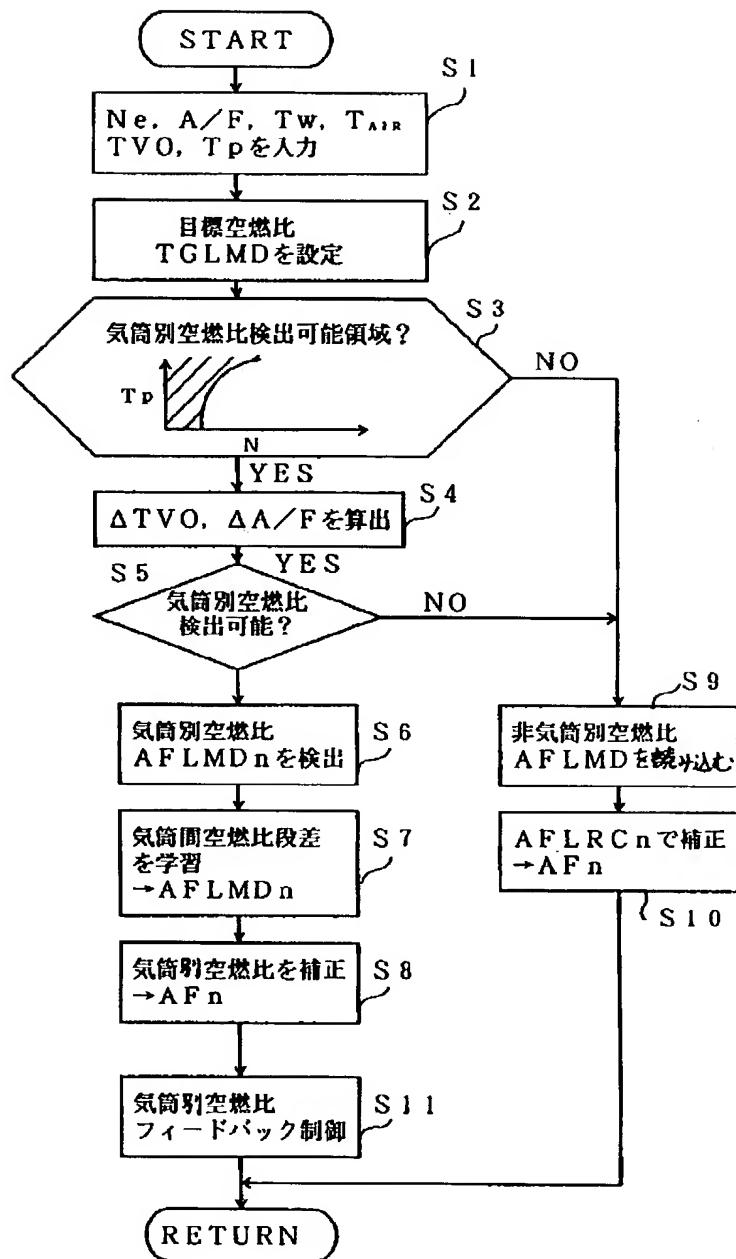 START
S1
Ne, A/F, Tw, TAIR
TVO, Tpを入力
S2
目標空燃比
TGLMDを設定
S3
気筒別空燃比検出可能領域?
NO
Tp
N
YES
S4
ΔTVO, ΔA/Fを算出
YES
S5
気筒別空燃比
検出可能?
NO
S6
気筒別空燃比
AFLMDnを検出
S9
非気筒別空燃比
AFLMDを読み込む
S7
気筒間空燃比段差
を学習
→AFLMDn
AFLRCnで補正
→AFn
S10
S8
気筒別空燃比を補正
→AFn
S11
気筒別空燃比
フィードバック制御
RETURN